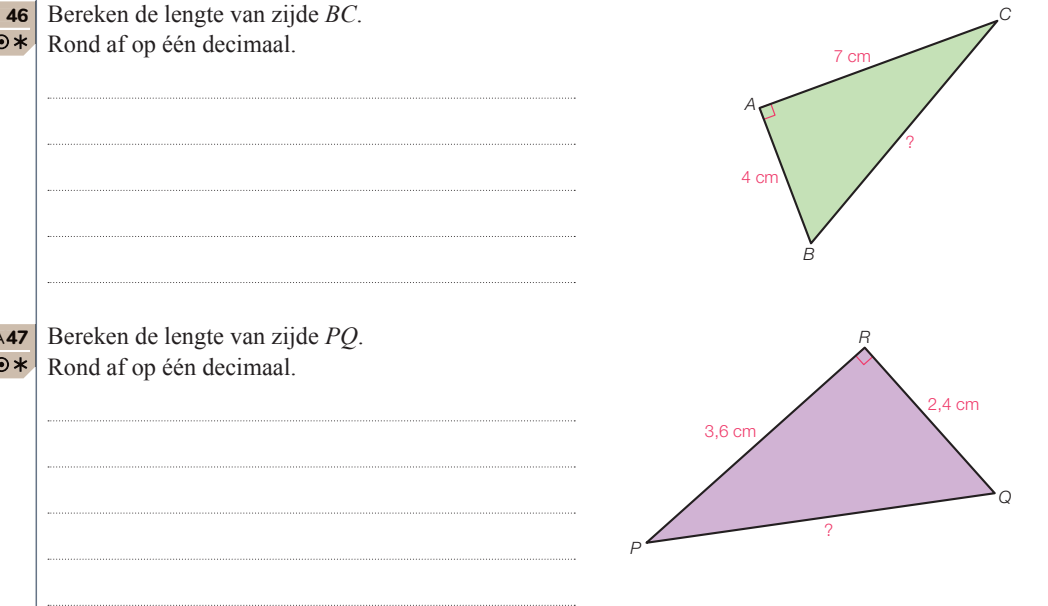 46 Bereken de lengte van zijde BC.
Rond af op één decimaal.
C
7 cm
A
?
4 cm
B
A47 Bereken de lengte van zijde PQ.
Rond af op één decimaal.
R
2,4 cm
3,6 cm
Q
?
P